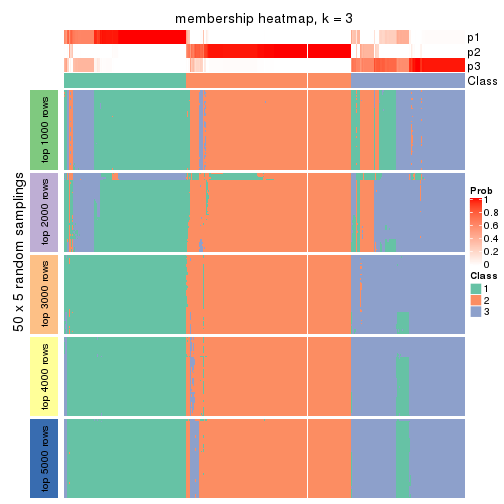 membership heatmap, k = 3
p1
p2
p3
Class
50 x 5 random samplings
top 1000 rows
top 2000 rows
top 3000 rows
top 4000 rows
top 5000 rows
Prob
1
0.8
0.6
0.4
0.2
0
Class
1
2
3